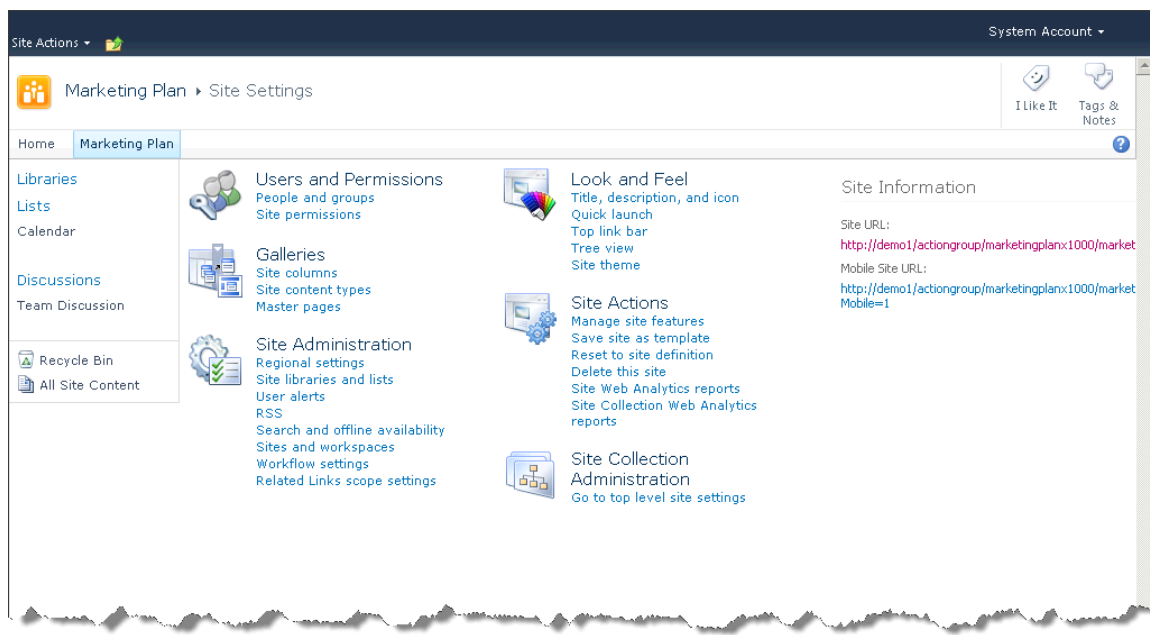 System Account
Site Actions
Marketing Plan ▸ Site Settings
I Like It
Tags &
Notes
Home
Marketing Plan
Libraries
Lists
Calendar
Discussions
Team Discussion
Recycle Bin
All Site Content
Users and Permissions
People and groups
Site permissions
Galleries
Site columns
Site content types
Master pages
Site Administration
Regional settings
Site libraries and lists
User alerts
RSS
Search and offline availability
Sites and workspaces
Workflow settings
Related Links scope settings
Look and Feel
Title, description, and icon
Quick launch
Top link bar
Tree view
Site theme
Site Actions
Manage site features
Save site as template
Reset to site definition
Delete this site
Site Web Analytics reports
Site Collection Web Analytics
reports
Site Collection
Administration
Go to top level site settings
Site Information
Site URL:
http://demo1/actiongroup/marketingplanx1000/market
Mobile Site URL:
http://demo1/actiongroup/marketingplanx1000/market
Mobile=1